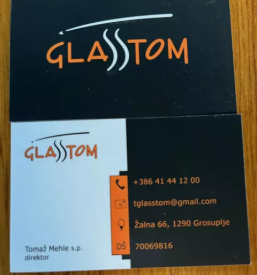 GLASSTOM
GLASSTOM
+386 41 44 12 00
tglasstom@gmail.com
Žalna 66, 1290 Grosuplje
DŠ 70069816
Tomaž Mehle s.p.
direktor